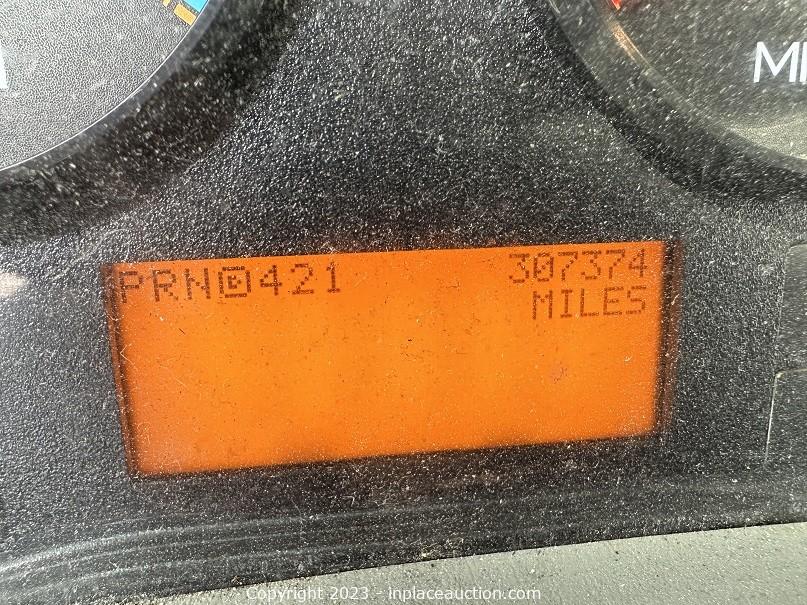 PRND421 307374
MILES
Copyright 2023 - inplaceauction.com